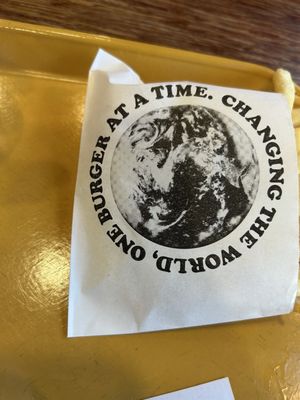 CHANGING THE WORLD, ONE BURGER AT A TIME.